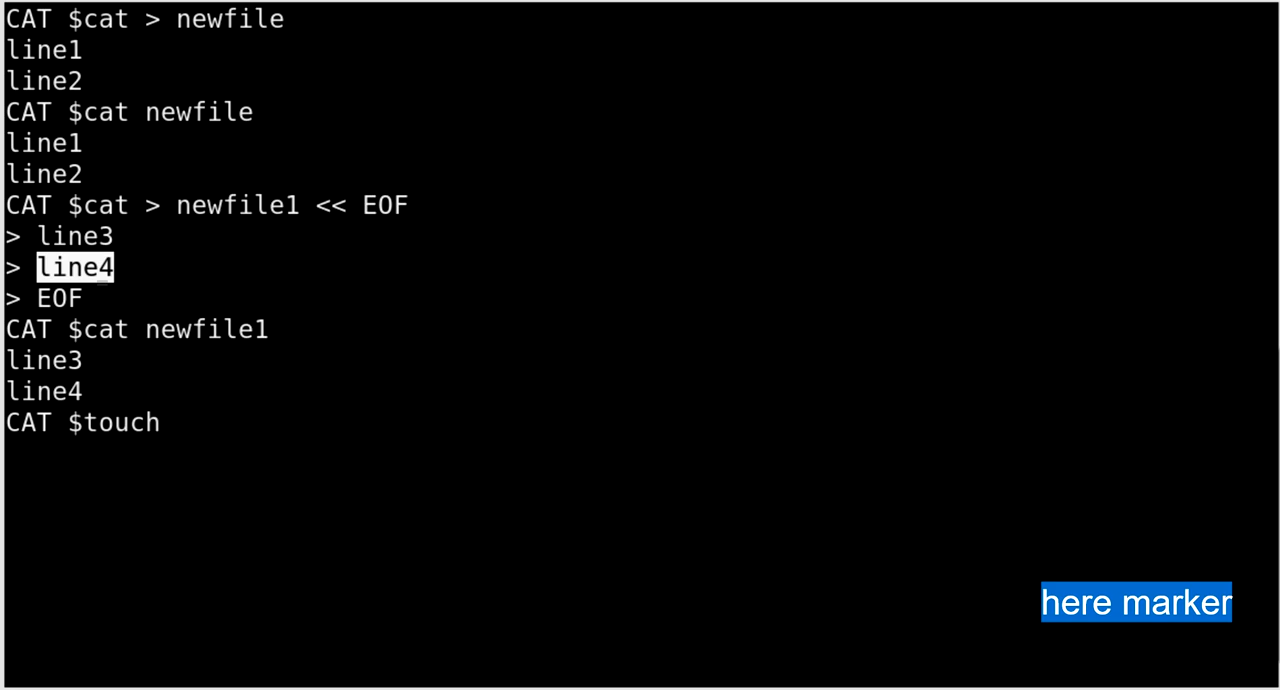 CAT $cat > newfile
line1
line2
CAT $cat newfile
line1
line2
CAT $cat > newfile1 << EOF
> line3
> line4
> EOF
CAT $cat newfile1
line3
line4
CAT $touch
here marker